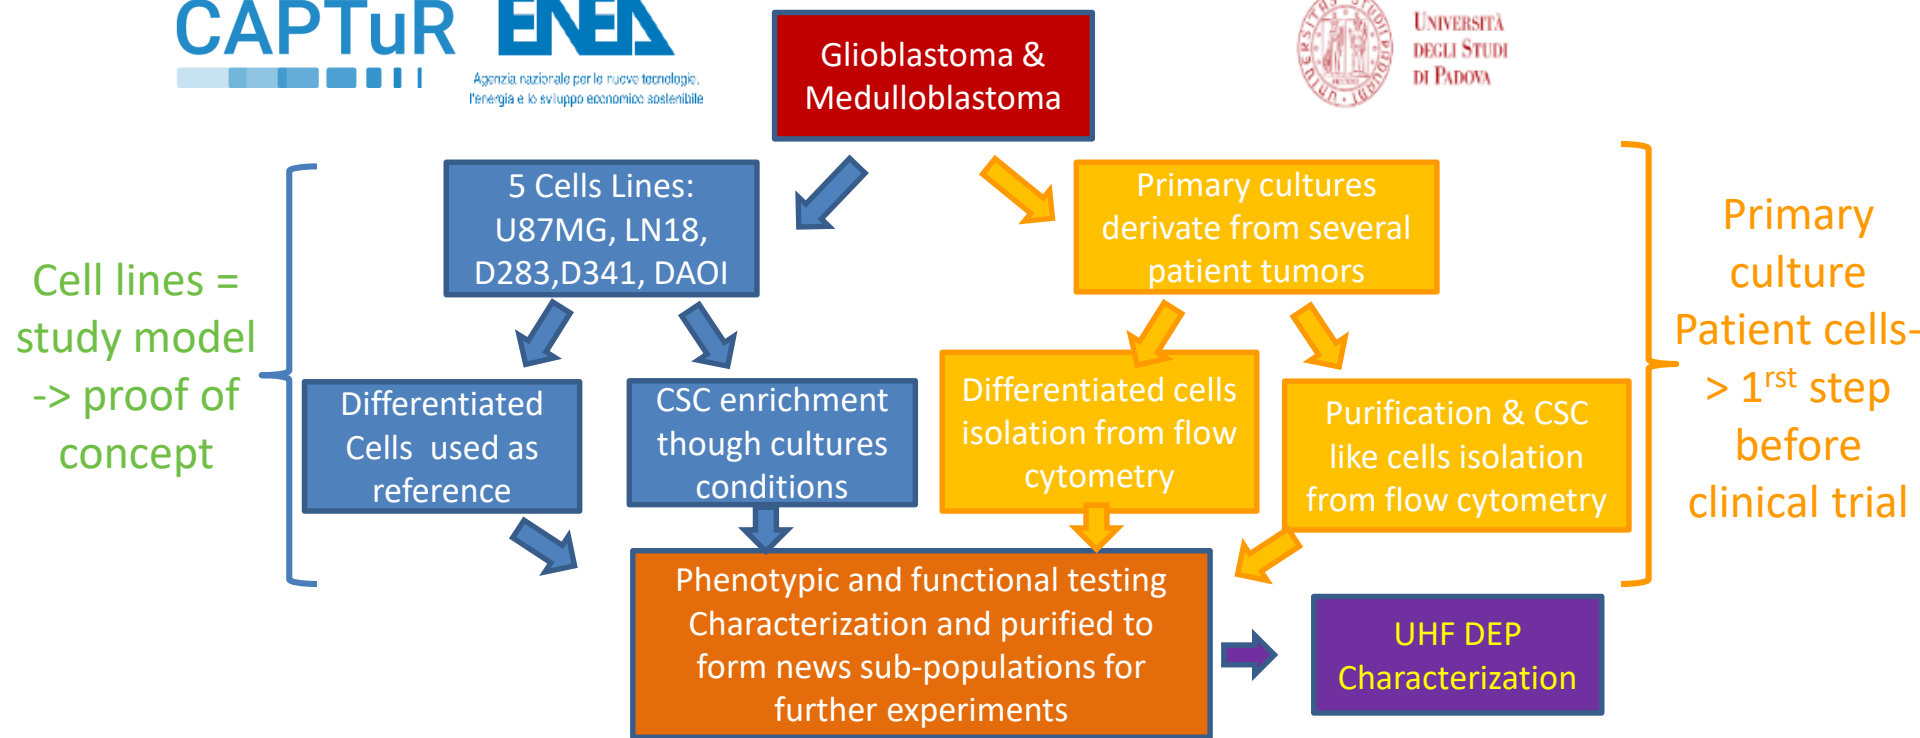 CAPTuR
ENEA
Agenzia nazionale per le nuove tecnologie,
l'energia e lo sviluppo economico sostenibile
Glioblastoma &
Medulloblastoma
UNIVERSITÀ
DEGLI STUDI
DI PADOVA
5 Cells Lines:
U87MG, LN18,
D283,D341, DAOI
Primary cultures
derivate from several
patient tumors
Cell lines =
study model
-> proof of
concept
Primary
culture
Patient cells-
> 1rst step
before
clinical trial
Differentiated
Cells used as
reference
CSC enrichment
though cultures
conditions
Differentiated cells
isolation from flow
cytometry
Purification & CSC
like cells isolation
from flow cytometry
Phenotypic and functional testing
Characterization and purified to
form news sub-populations for
further experiments
UHF DEP
Characterization